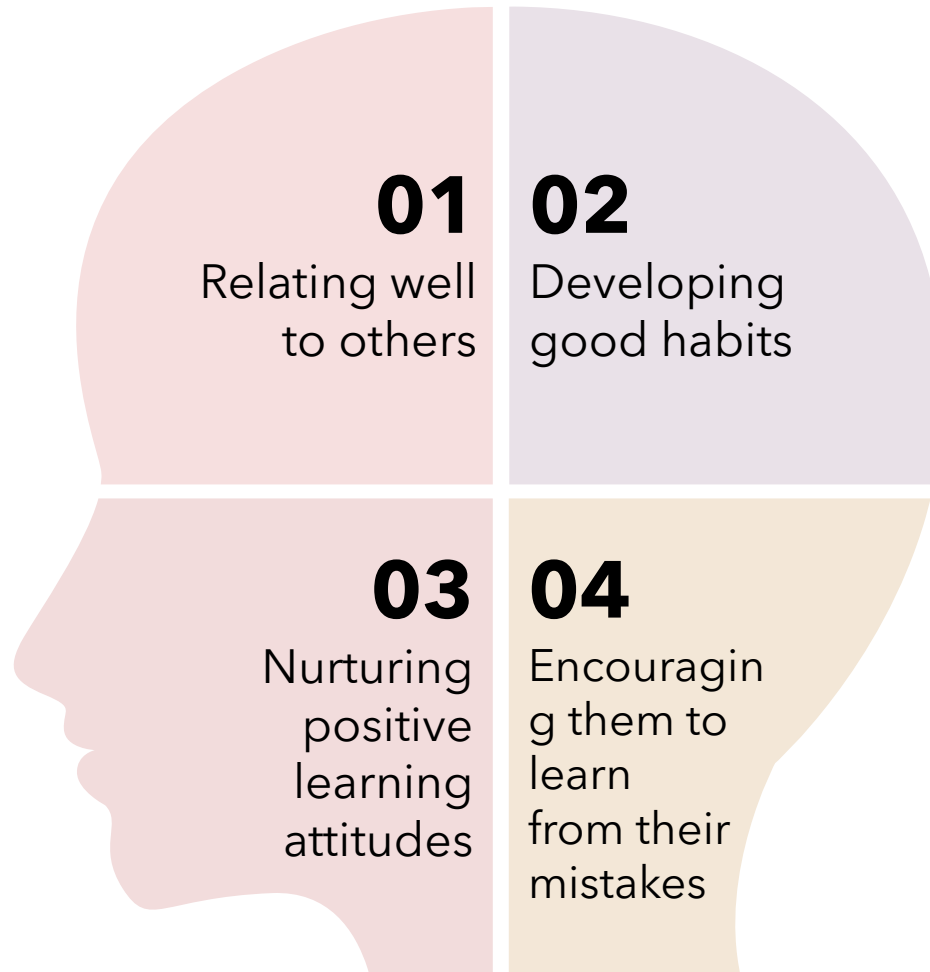 01
Relating well
to others
02
Developing
good habits
03
Nurturing
positive
learning
attitudes
04
Encouragin
g them to
learn
from their
mistakes